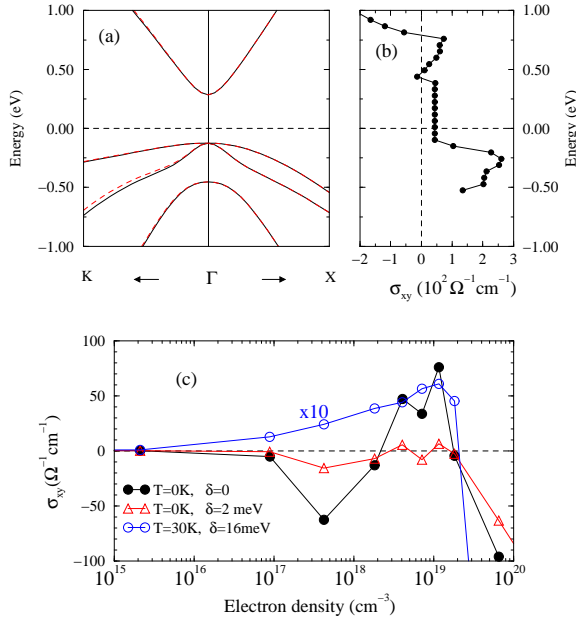 (a)
(b)
1.00
0.50
0.00
−0.50
−1.00
Energy (eV)
K
Γ
X
1.00
0.50
0.00
−0.50
−1.00
Energy (eV)
−2 −1 0 1 2 3
σxy (10² Ω⁻¹cm⁻¹)
(c)
x10
100
50
0
−50
−100
σxy(Ω⁻¹cm⁻¹)
T=0K, δ=0
T=0K, δ=2 meV
T=30K, δ=16meV
10¹⁵ 10¹⁶ 10¹⁷ 10¹⁸ 10¹⁹ 10²⁰
Electron density (cm⁻³)